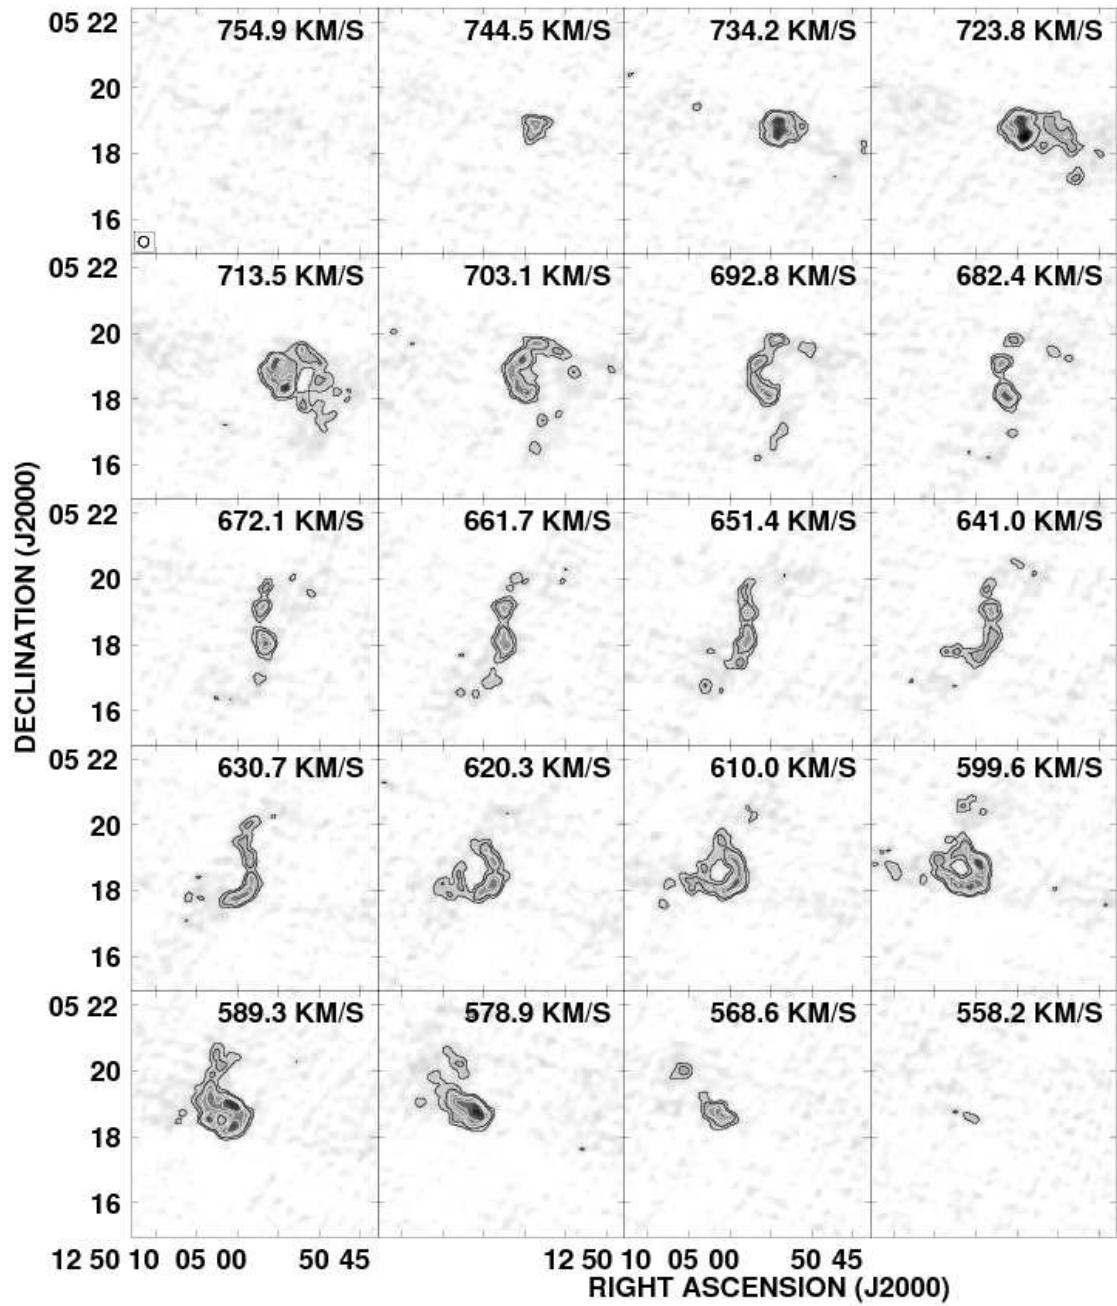 05 22 754.9 KM/S 744.5 KM/S 734.2 KM/S 723.8 KM/S
20
18
16
05 22 713.5 KM/S 703.1 KM/S 692.8 KM/S 682.4 KM/S
20
18
16
05 22 672.1 KM/S 661.7 KM/S 651.4 KM/S 641.0 KM/S
20
18
16
05 22 630.7 KM/S 620.3 KM/S 610.0 KM/S 599.6 KM/S
20
18
16
05 22 589.3 KM/S 578.9 KM/S 568.6 KM/S 558.2 KM/S
20
18
16
DECLINATION (J2000)
12 50 10 05 00 50 45 12 50 10 05 00 50 45
RIGHT ASCENSION (J2000)